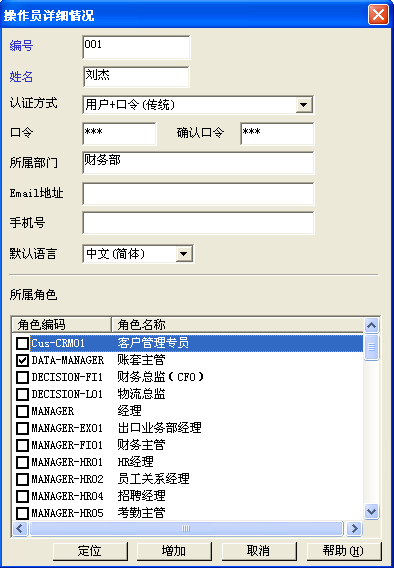 操作员详细情况
编号 001
姓名 刘杰
认证方式 用户+口令(传统)
口令 *** 确认口令 ***
所属部门 财务部
Email地址
手机号
默认语言 中文(简体)
所属角色
角色编码 角色名称
Cus-CRM01 客户管理专员
DATA-MANAGER 账套主管
DECISION-FI1 财务总监(CFO)
DECISION-LO1 物流总监
MANAGER 经理
MANAGER-EX01 出口业务部经理
MANAGER-FI01 财务主管
MANAGER-HR01 HR经理
MANAGER-HR02 员工关系经理
MANAGER-HR04 招聘经理
MANAGER-HR05 考勤主管
定位 增加 取消 帮助(H)